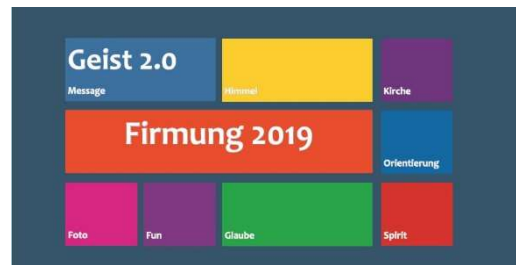 Geist 2.0
Message
Himmel
Kirche
Firmung 2019
Orientierung
Foto
Fun
Glaube
Spirit